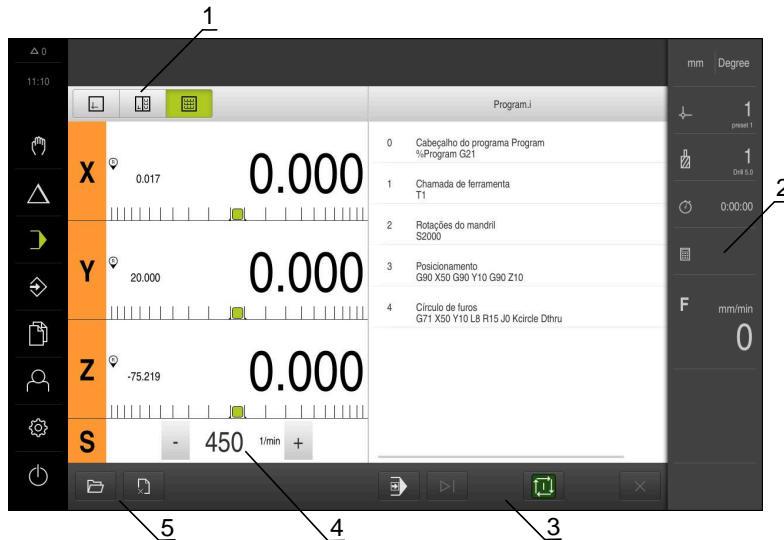 1
0
11:10
mm Degree
Program.i
1
preset 1
X
R
0.017
0.000
0 Cabeçalho do programa Program
%Program G21
1
Drill 5.0
1 Chamada de ferramenta
T1
2
0:00:00
2 Rotações do mandril
S2000
Y
R
20.000
0.000
3 Posicionamento
G90 X50 G90 Y10 G90 Z10
F mm/min
0
4 Círculo de furos
G71 X50 Y10 L8 R15 J0 Kcircle Dthru
Z
R
-75.219
0.000
S
- 450 1/min +
5
4
3